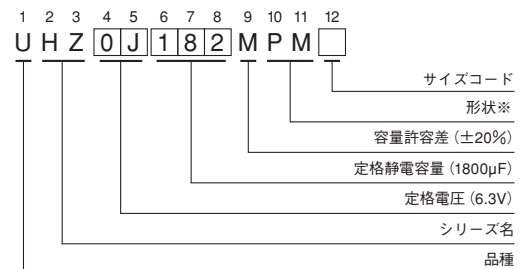 1 2 3 4 5 6 7 8 9 10 11 12
U H Z 0 J 1 8 2 M P M
サイズコード
形状※
容量許容差 (±20%)
定格静電容量 (1800µF)
定格電圧 (6.3V)
シリーズ名
品種